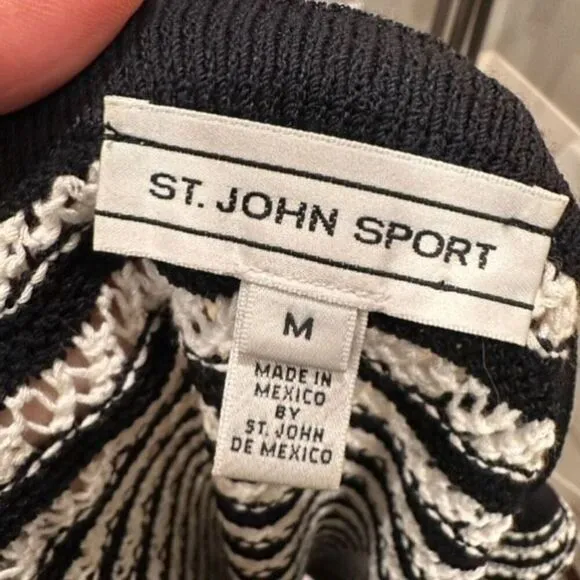 ST. JOHN SPORT
M
MADE IN
MEXICO
BY
ST. JOHN
DE MEXICO